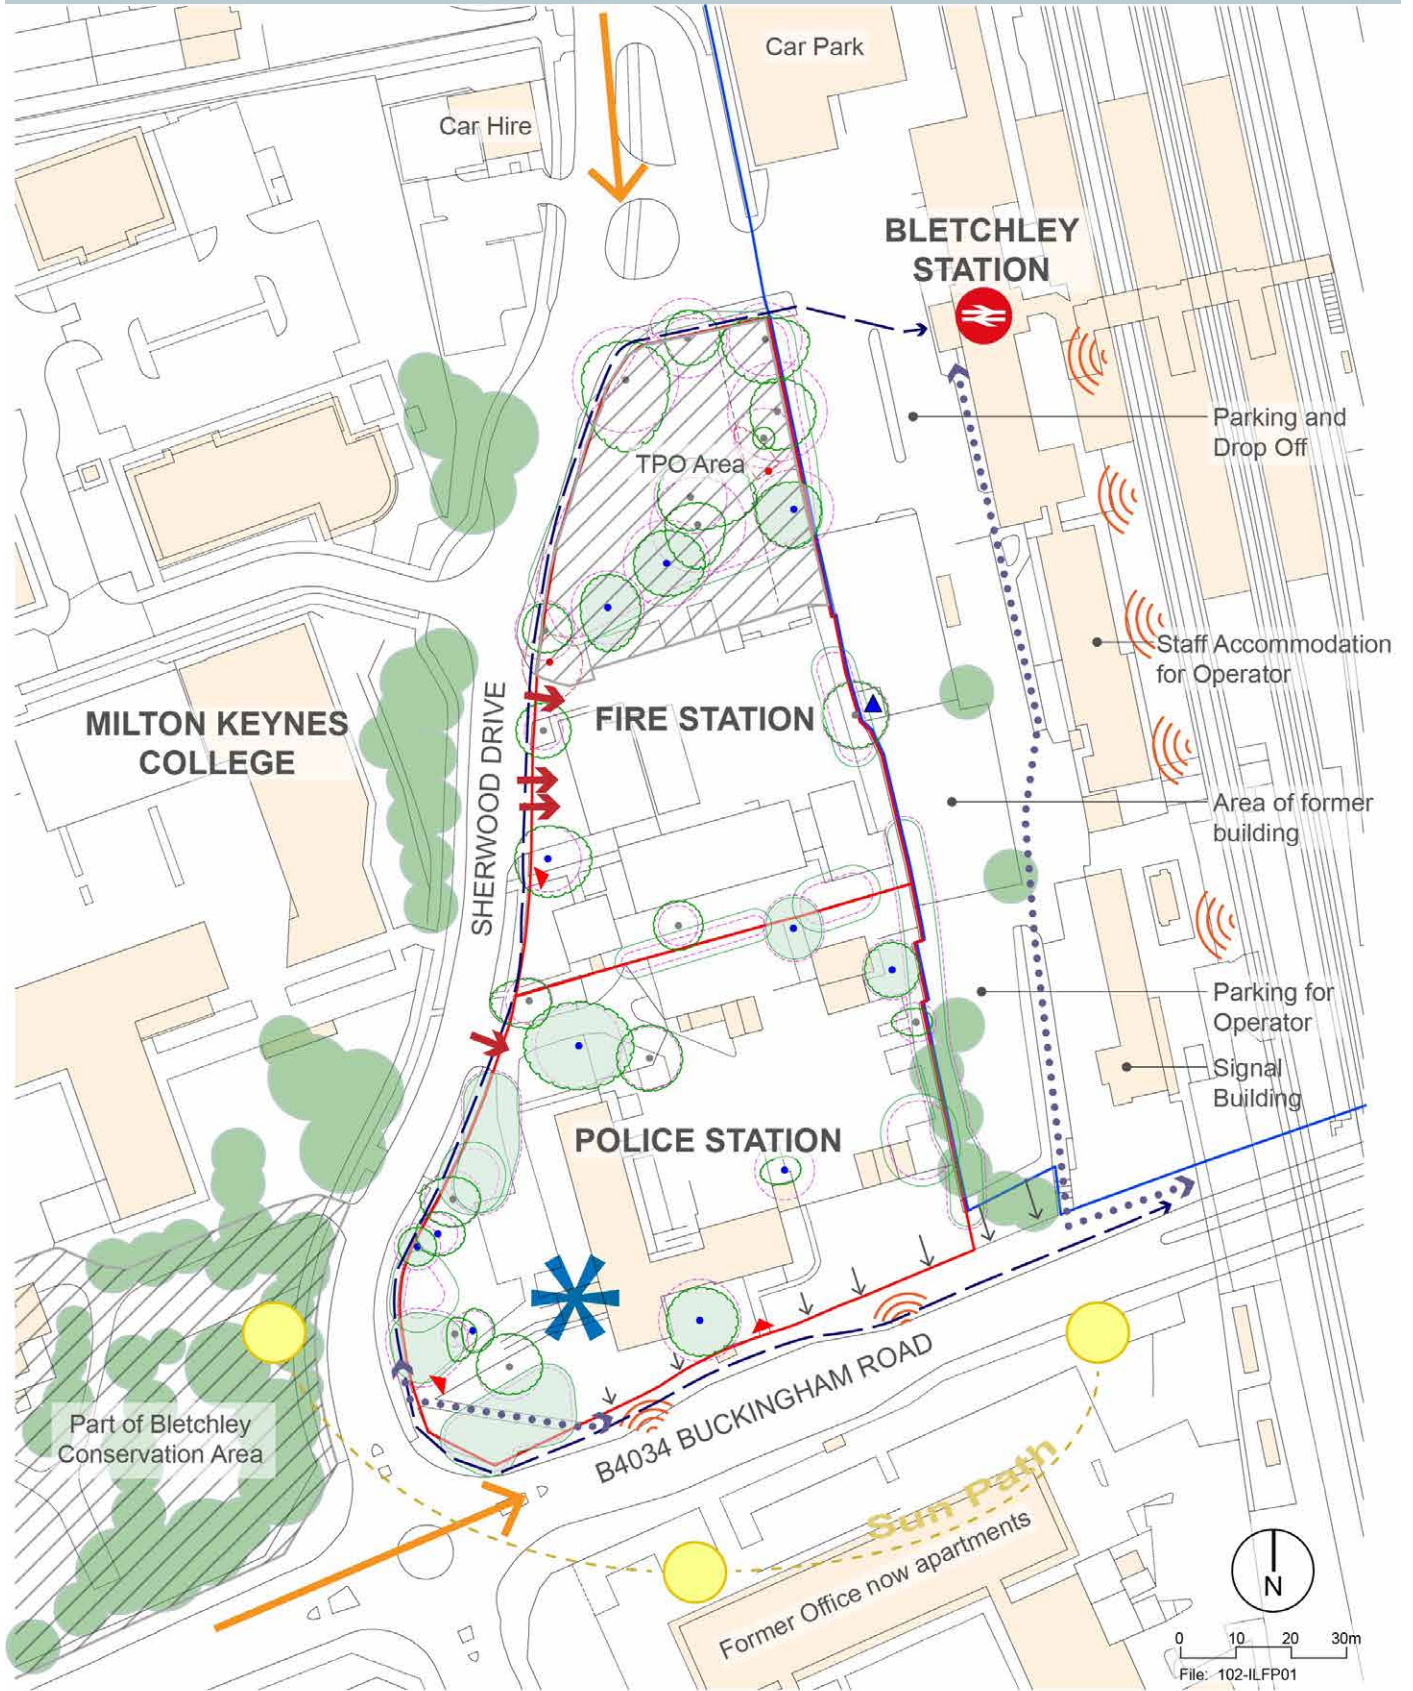 Car Park
Car Hire
BLETCHLEY
STATION
Parking and
Drop Off
TPO Area
Staff Accommodation
for Operator
MILTON KEYNES
COLLEGE
SHERWOOD DRIVE
FIRE STATION
Area of former
building
Parking for
Operator
Signal
Building
POLICE STATION
Part of Bletchley
Conservation Area
B4034 BUCKINGHAM ROAD
Sun Path
Former Office now apartments
N
0 10 20 30m
File: 102-ILFP01